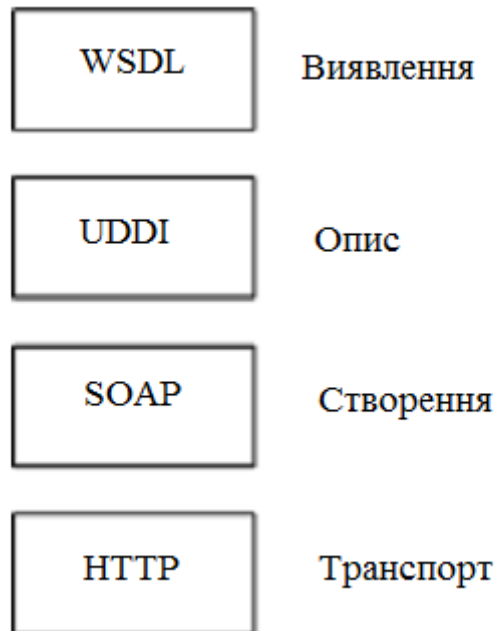 WSDL Виявлення
UDDI Опис
SOAP Створення
HTTP Транспорт